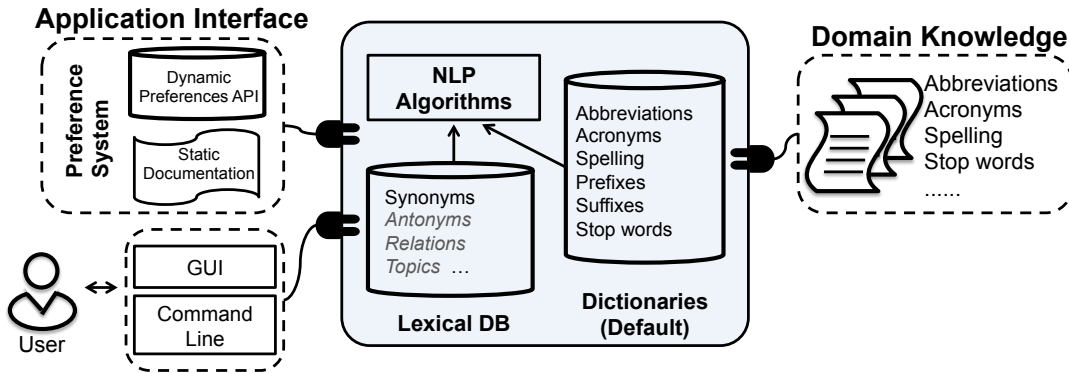 Application Interface
Preference
System
Dynamic
Preferences API
Static
Documentation
User
GUI
Command
Line
NLP
Algorithms
Synonyms
Antonyms
Relations
Topics ...
Lexical DB
Abbreviations
Acronyms
Spelling
Prefixes
Suffixes
Stop words
Dictionaries
(Default)
Domain Knowledge
Abbreviations
Acronyms
Spelling
Stop words
......